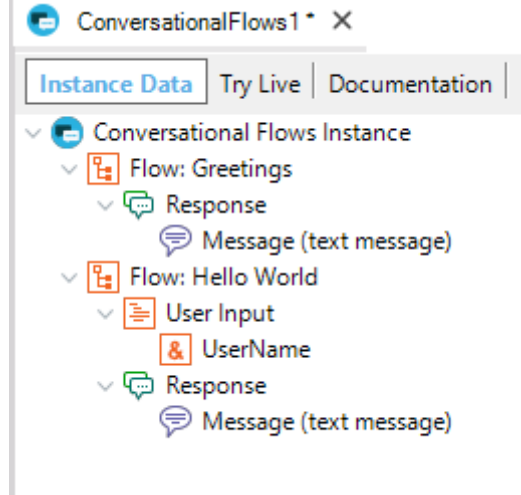 ConversationalFlows1*
Instance Data Try Live Documentation
Conversational Flows Instance
Flow: Greetings
Response
Message (text message)
Flow: Hello World
User Input
& UserName
Response
Message (text message)